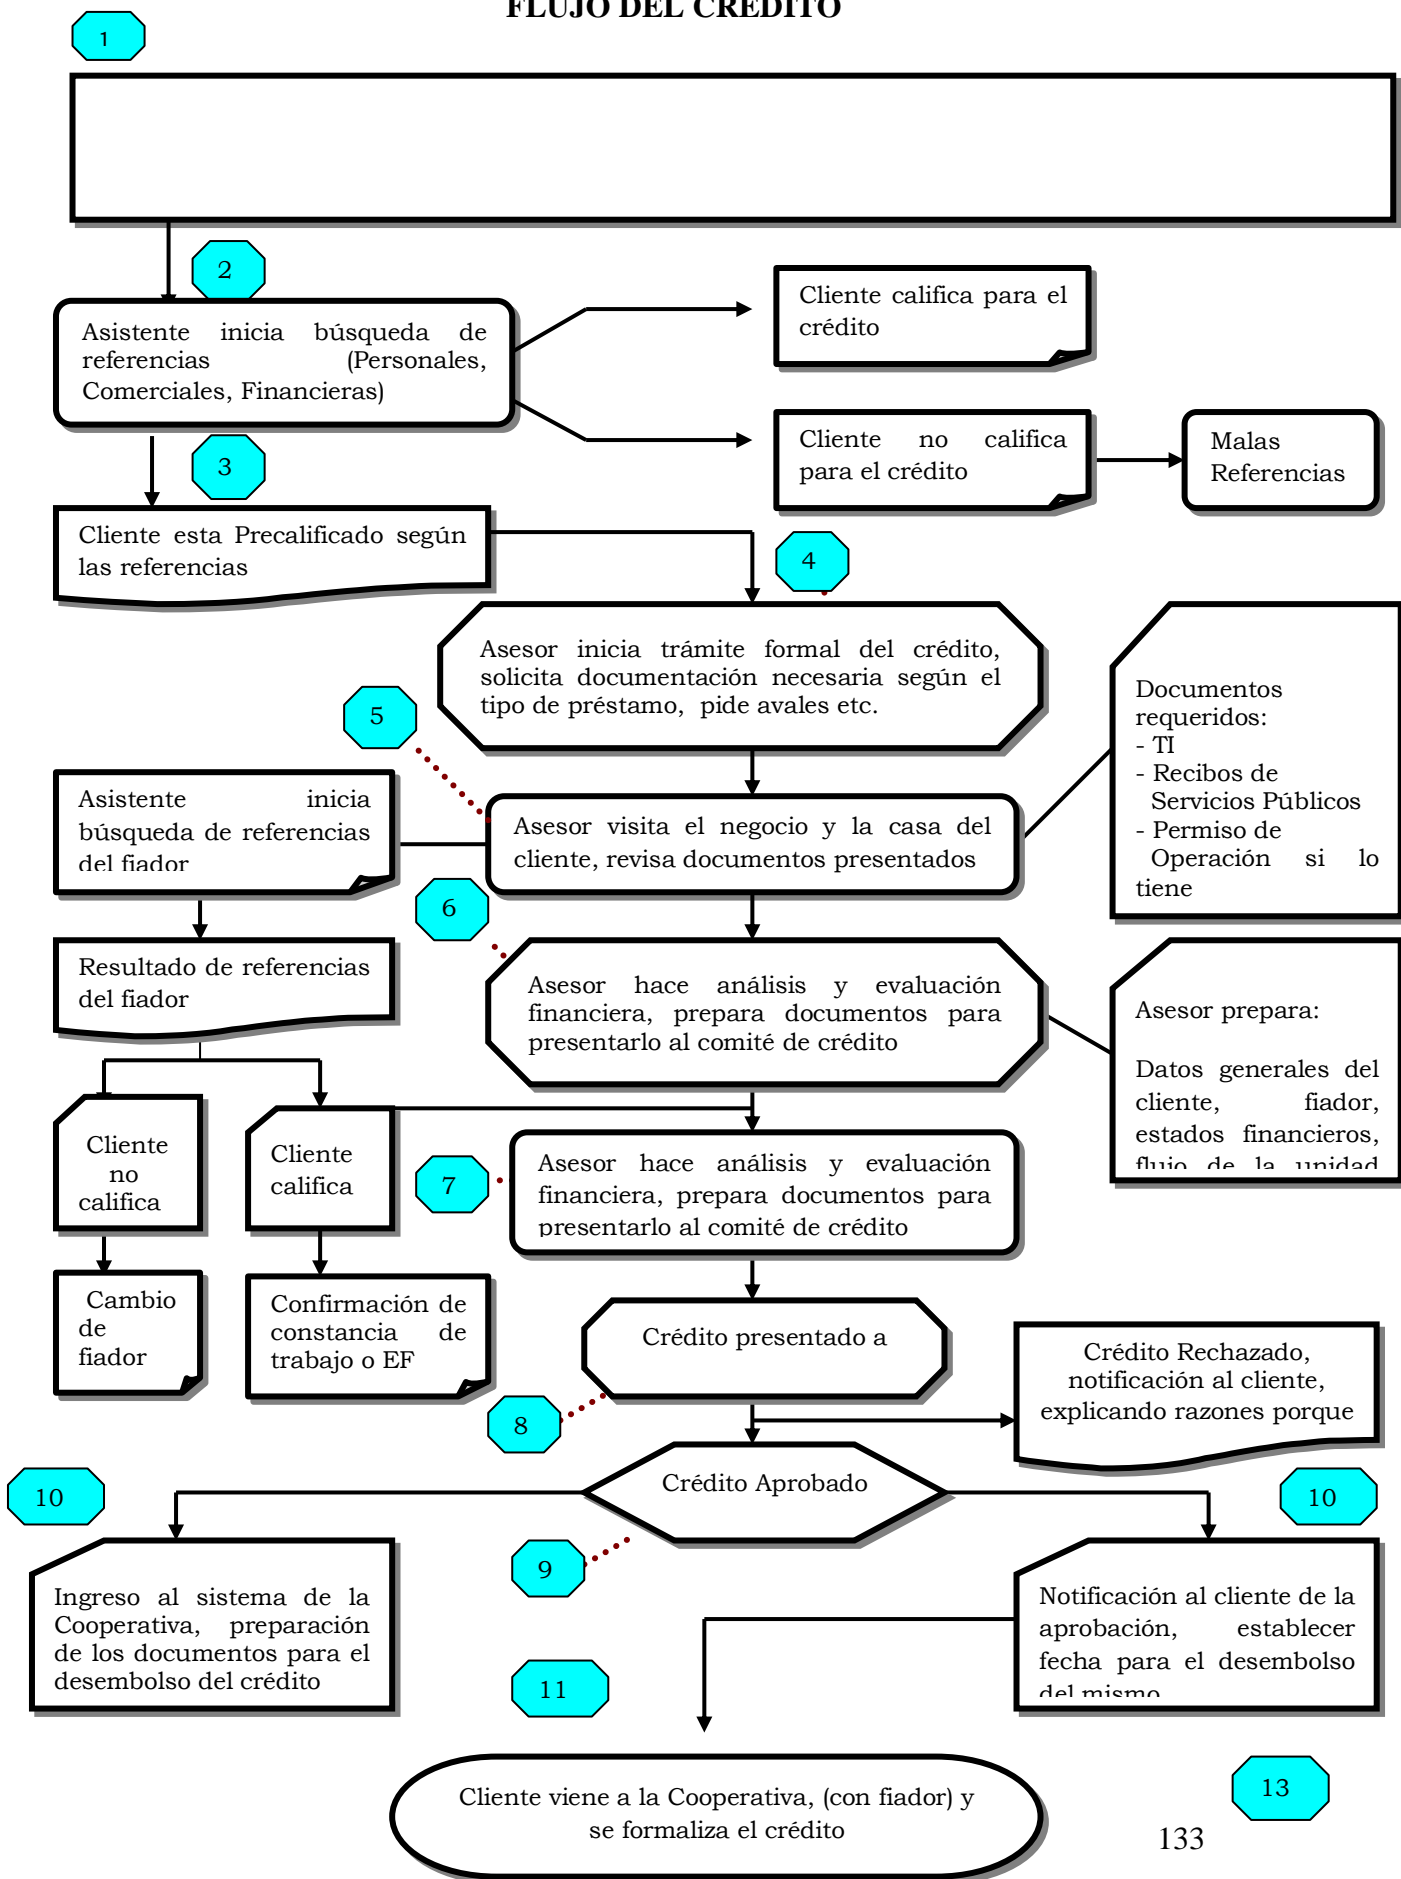 FLUJO DEL CREDITO
1
2
Asistente inicia búsqueda de
referencias (Personales,
Comerciales, Financieras)
Cliente califica para el
crédito
Cliente no califica
para el crédito
Malas
Referencias
3
Cliente esta Precalificado según
las referencias
4
Asesor inicia trámite formal del crédito,
solicita documentación necesaria según el
tipo de préstamo, pide avales etc.
Documentos
requeridos:
- TI
- Recibos de
Servicios Públicos
- Permiso de
Operación si lo
tiene
5
Asistente inicia
búsqueda de referencias
del fiador
Asesor visita el negocio y la casa del
cliente, revisa documentos presentados
6
Resultado de referencias
del fiador
Asesor hace análisis y evaluación
financiera, prepara documentos para
presentarlo al comité de crédito
Asesor prepara:
Datos generales del
cliente, fiador,
estados financieros,
flujo de la unidad
Cliente
no
califica
Cliente
califica
7
Asesor hace análisis y evaluación
financiera, prepara documentos para
presentarlo al comité de crédito
Cambio
de
fiador
Confirmación de
constancia de
trabajo o EF
Crédito presentado a
Crédito Rechazado,
notificación al cliente,
explicando razones porque
8
Crédito Aprobado
10
10
9
Ingreso al sistema de la
Cooperativa, preparación
de los documentos para el
desembolso del crédito
Notificación al cliente de la
aprobación, establecer
fecha para el desembolso
del mismo
11
13
Cliente viene a la Cooperativa, (con fiador) y
se formaliza el crédito
133